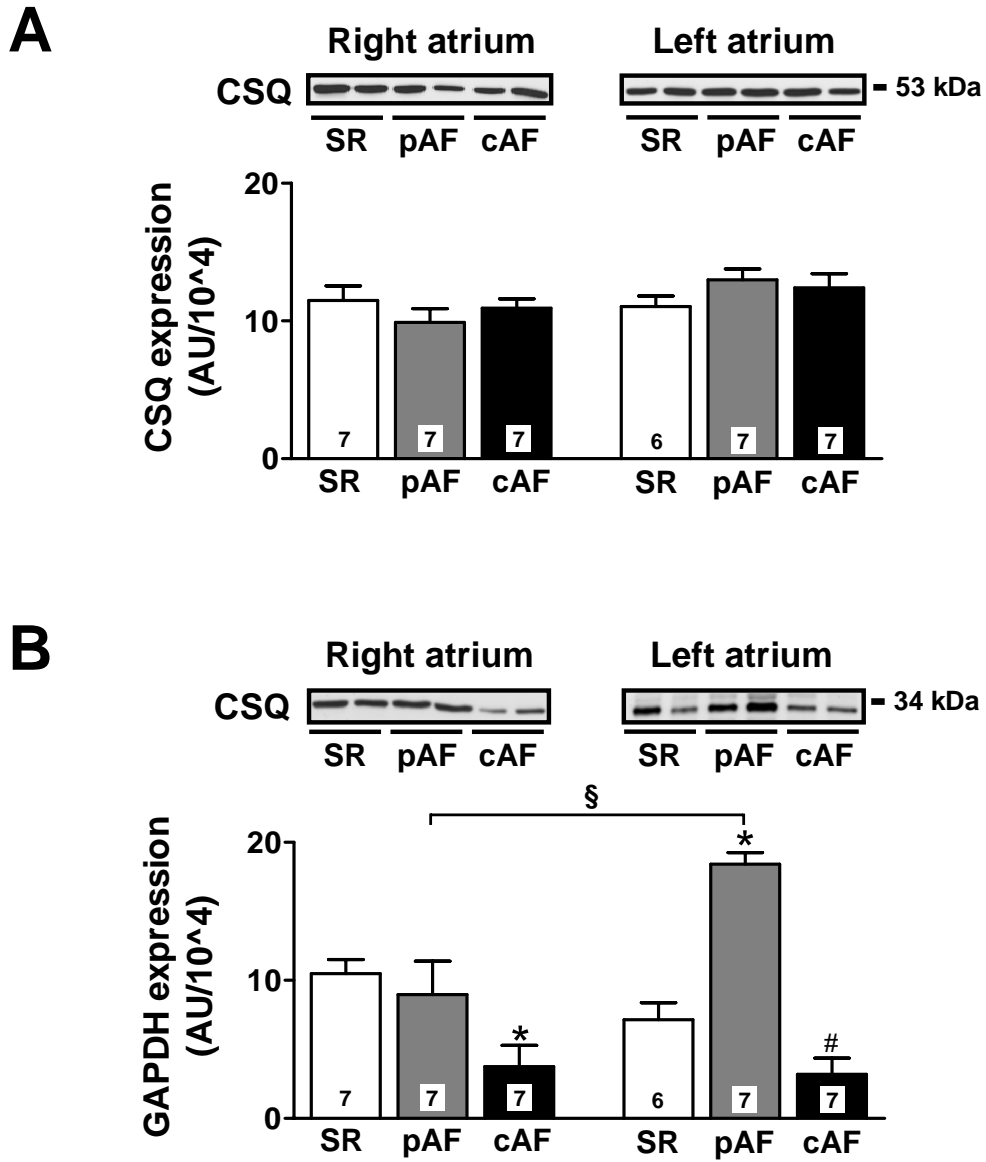 A
Right atrium Left atrium
CSQ - 53 kDa
SR pAF cAF SR pAF cAF
CSQ expression
(AU/10^4)
20
10
0
7 7 7 6 7 7
SR pAF cAF SR pAF cAF
B
Right atrium Left atrium
CSQ - 34 kDa
SR pAF cAF SR pAF cAF
§
GAPDH expression
(AU/10^4)
20
10
0
*
* #
7 7 7 6 7 7
SR pAF cAF SR pAF cAF